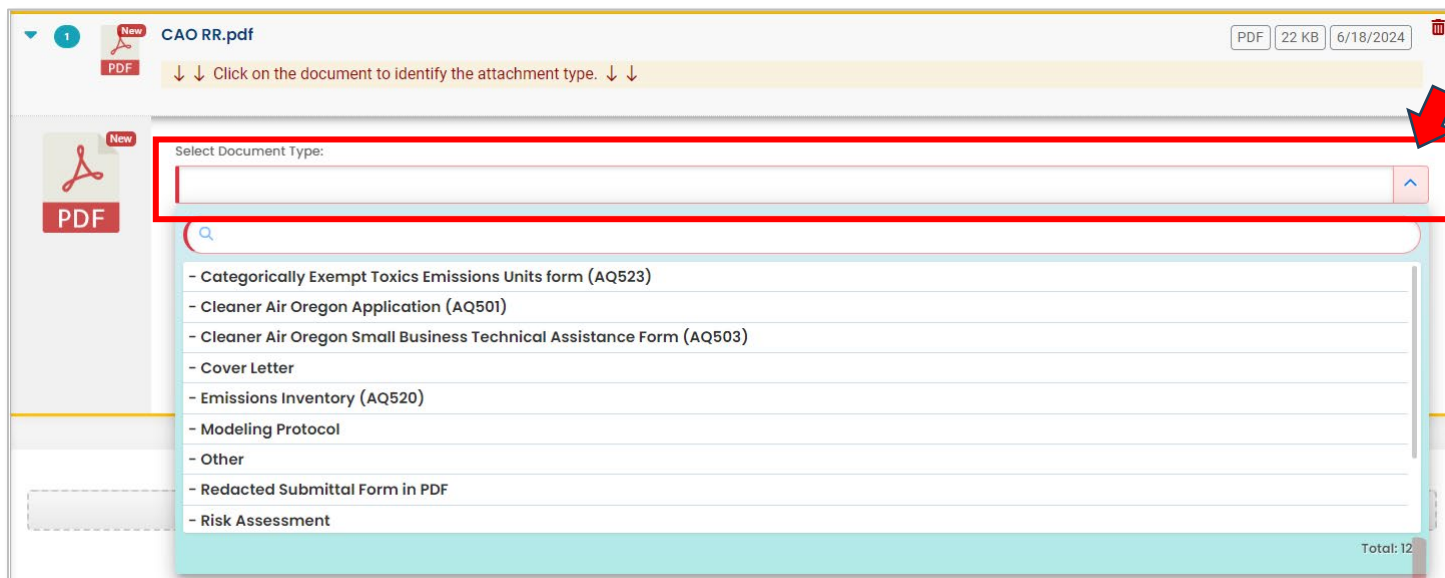 1
New
PDF
CAO RR.pdf
PDF 22 KB 6/18/2024
↓ ↓ Click on the document to identify the attachment type. ↓ ↓
New
PDF
Select Document Type:
- Categorically Exempt Toxics Emissions Units form (AQ523)
- Cleaner Air Oregon Application (AQ501)
- Cleaner Air Oregon Small Business Technical Assistance Form (AQ503)
- Cover Letter
- Emissions Inventory (AQ520)
- Modeling Protocol
- Other
- Redacted Submittal Form in PDF
- Risk Assessment
Total: 12